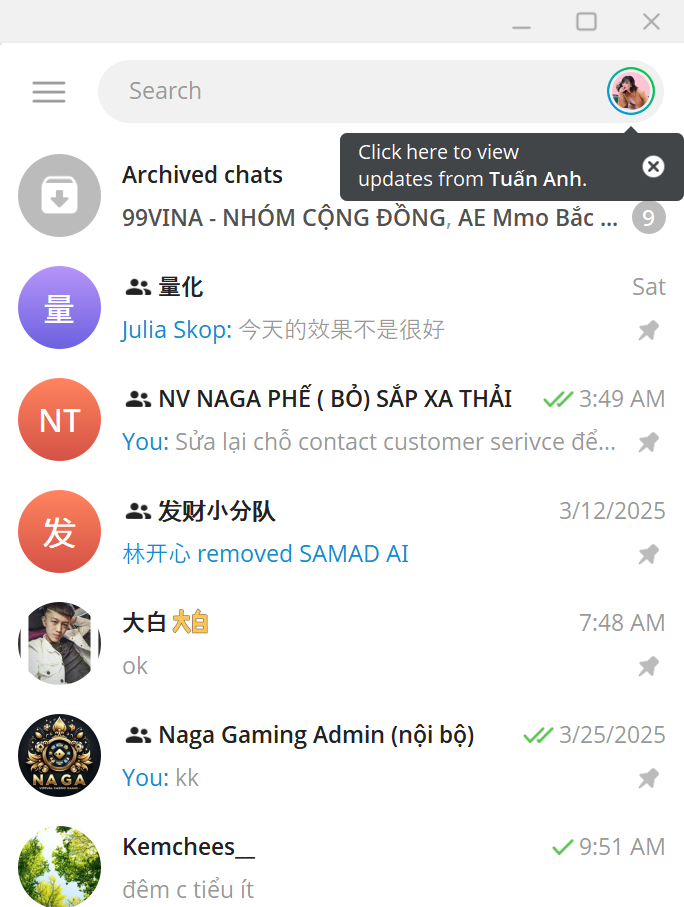 Search
Click here to view
updates from Tuấn Anh.
Archived chats
99VINA - NHÓM CỘNG ĐỒNG, AE Mmo Bắc ... 9
量 量化 Sat
Julia Skop: 今天的效果不是很好
NT NV NAGA PHẾ ( BỎ) SẮP XA THẢI 3:49 AM
You: Sửa lại chỗ contact customer serivce để...
发 发财小分队 3/12/2025
林开心 removed SAMAD AI
大白 大白 7:48 AM
ok
Naga Gaming Admin (nội bộ) 3/25/2025
NAGA
You: kk
Kemchees__ 9:51 AM
đêm c tiểu ít